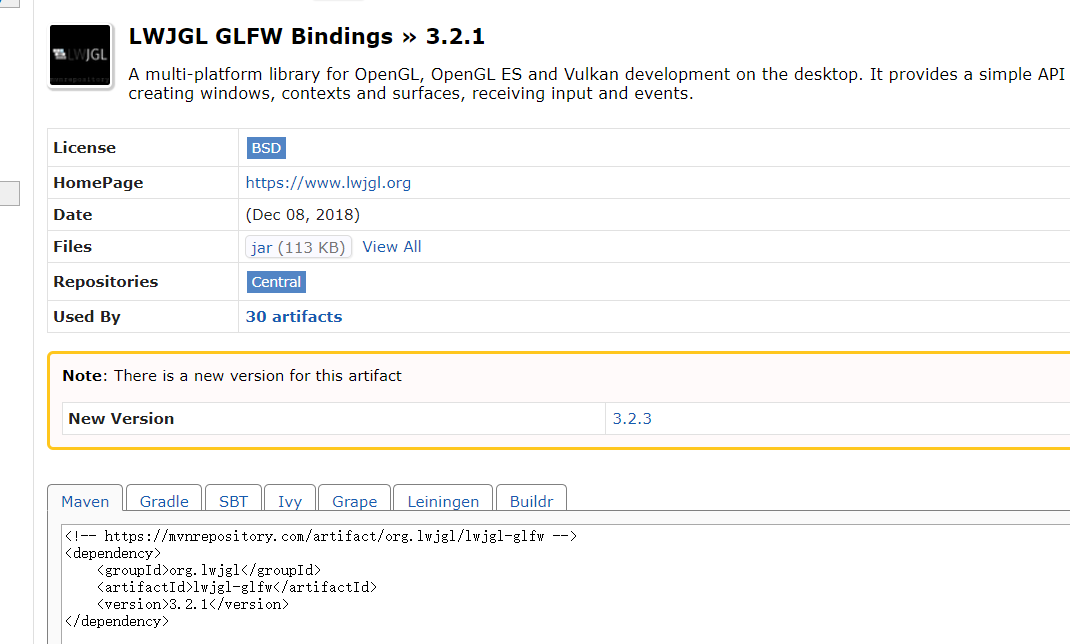 LWJGL
mvnrepository
LWJGL GLFW Bindings » 3.2.1
A multi-platform library for OpenGL, OpenGL ES and Vulkan development on the desktop. It provides a simple API
creating windows, contexts and surfaces, receiving input and events.
License BSD
HomePage https://www.lwjgl.org
Date (Dec 08, 2018)
Files jar (113 KB) View All
Repositories Central
Used By 30 artifacts
Note: There is a new version for this artifact
New Version 3.2.3
Maven Gradle SBT Ivy Grape Leiningen Buildr
<!-- https://mvnrepository.com/artifact/org.lwjgl/lwjgl-glfw -->
<dependency>
    <groupId>org.lwjgl</groupId>
    <artifactId>lwjgl-glfw</artifactId>
    <version>3.2.1</version>
</dependency>